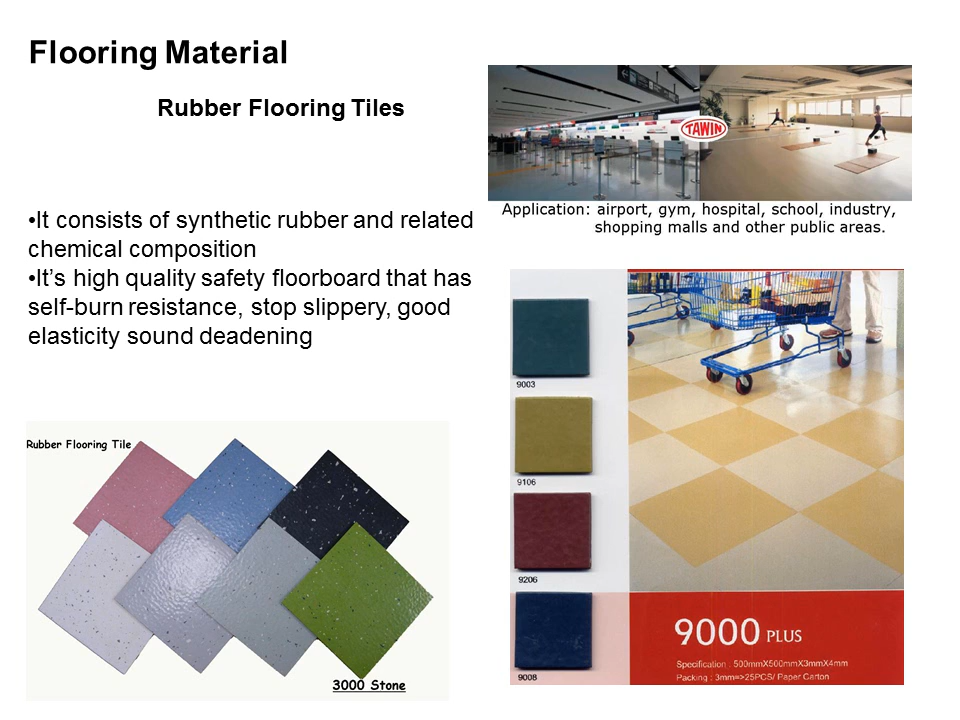 Flooring Material
Rubber Flooring Tiles
•It consists of synthetic rubber and related
chemical composition
•It’s high quality safety floorboard that has
self-burn resistance, stop slippery, good
elasticity sound deadening
TAWIN
Application: airport, gym, hospital, school, industry,
shopping malls and other public areas.
Rubber Flooring Tile
3000 Stone
9003
9106
9206
9008
9000 PLUS
Specification : 500mmX500mmX3mmX4mm
Packing : 3mm=>25PCS/ Paper Carton